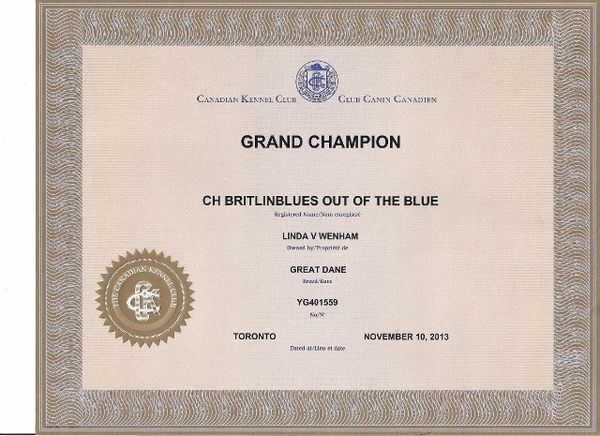 CANADIAN KENNEL CLUB CLUB CANIN CANADIEN
GRAND CHAMPION
CH BRITLINBLUES OUT OF THE BLUE
Registered Name/Nom enregistré
LINDA V WENHAM
Owned by/Propriété de
GREAT DANE
Breed/Race
YG401559
No/N°
TORONTO NOVEMBER 10, 2013
Dated at/Lieu et date
THE CANADIAN KENNEL CLUB
CKC